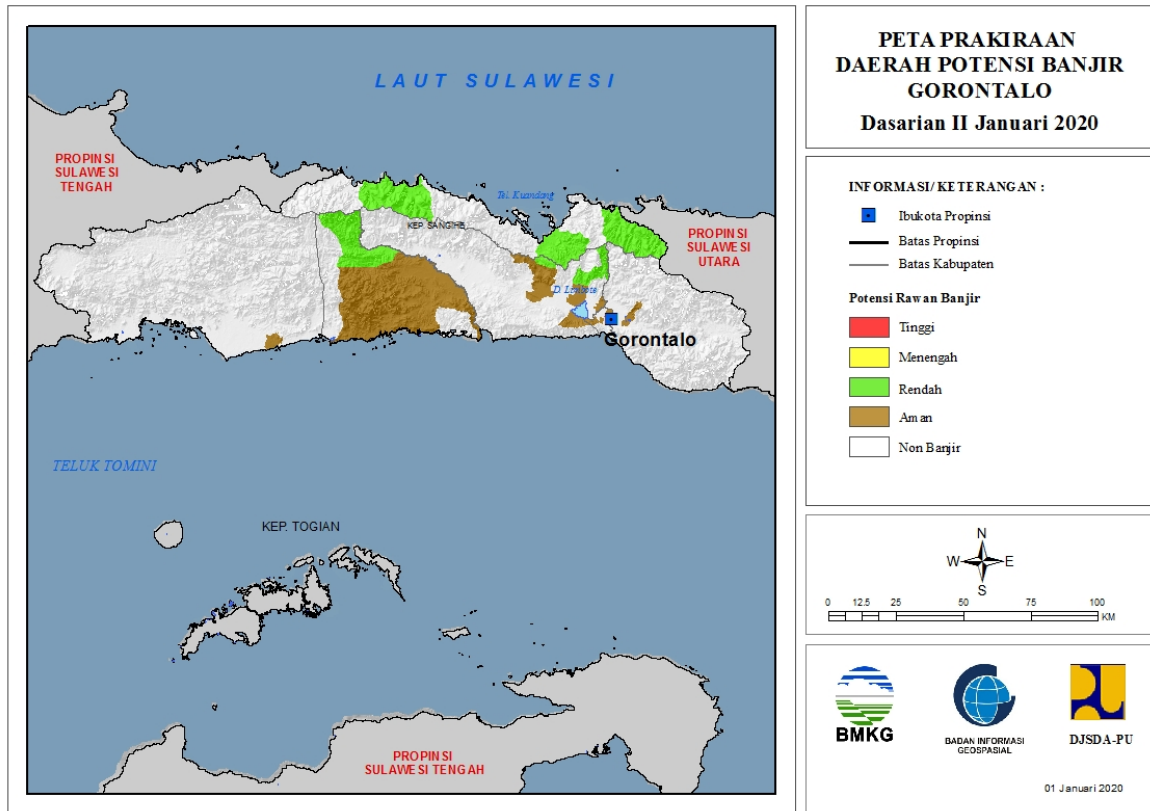 LAUT SULAWESI
PROPINSI
SULAWESI
TENGAH
Tel. Kuandang
KEP. SANGIHE
PROPINSI
SULAWESI
UTARA
D. Limboto
Gorontalo
TELUK TOMINI
KEP. TOGIAN
PROPINSI
SULAWESI TENGAH
PETA PRAKIRAAN
DAERAH POTENSI BANJIR
GORONTALO
Dasarian II Januari 2020
INFORMASI/ KETERANGAN :
Ibukota Propinsi
Batas Propinsi
Batas Kabupaten
Potensi Rawan Banjir
Tinggi
Menengah
Rendah
Aman
Non Banjir
N
W E
S
0 12.5 25 50 75 100
KM
BMKG
BADAN INFORMASI
GEOSPASIAL
DJSDA-PU
01 Januari 2020